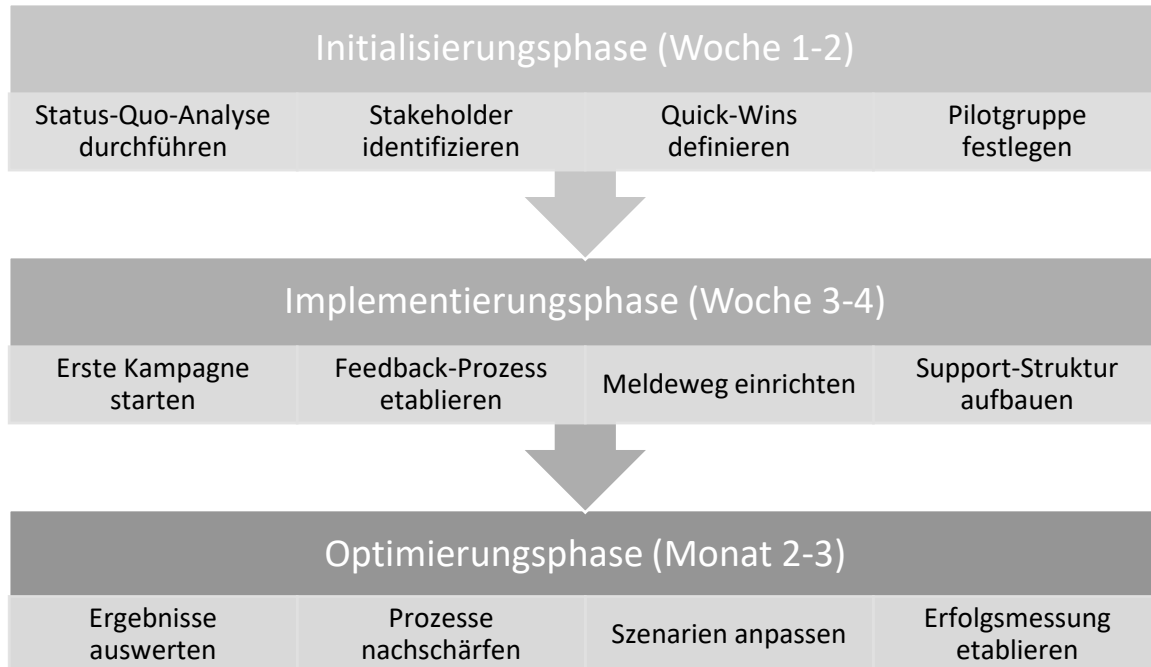 Initialisierungsphase (Woche 1-2)
Status-Quo-Analyse
durchführen
Stakeholder
identifizieren
Quick-Wins
definieren
Pilotgruppe
festlegen
Implementierungsphase (Woche 3-4)
Erste Kampagne
starten
Feedback-Prozess
etablieren
Meldeweg einrichten
Support-Struktur
aufbauen
Optimierungsphase (Monat 2-3)
Ergebnisse
auswerten
Prozesse
nachschärfen
Szenarien anpassen
Erfolgsmessung
etablieren